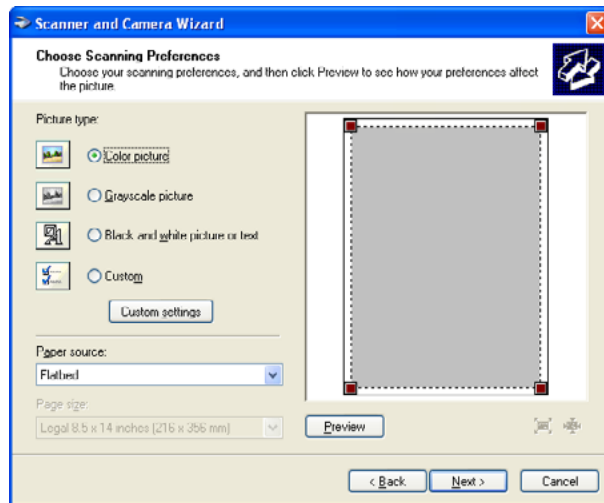 Scanner and Camera Wizard
Choose Scanning Preferences
Choose your scanning preferences, and then click Preview to see how your preferences affect
the picture.
Picture type:
Color picture
Grayscale picture
Black and white picture or text
Custom
Custom settings
Paper source:
Flatbed
Page size:
Legal 8.5 x 14 inches (216 x 356 mm)
Preview
< Back
Next >
Cancel